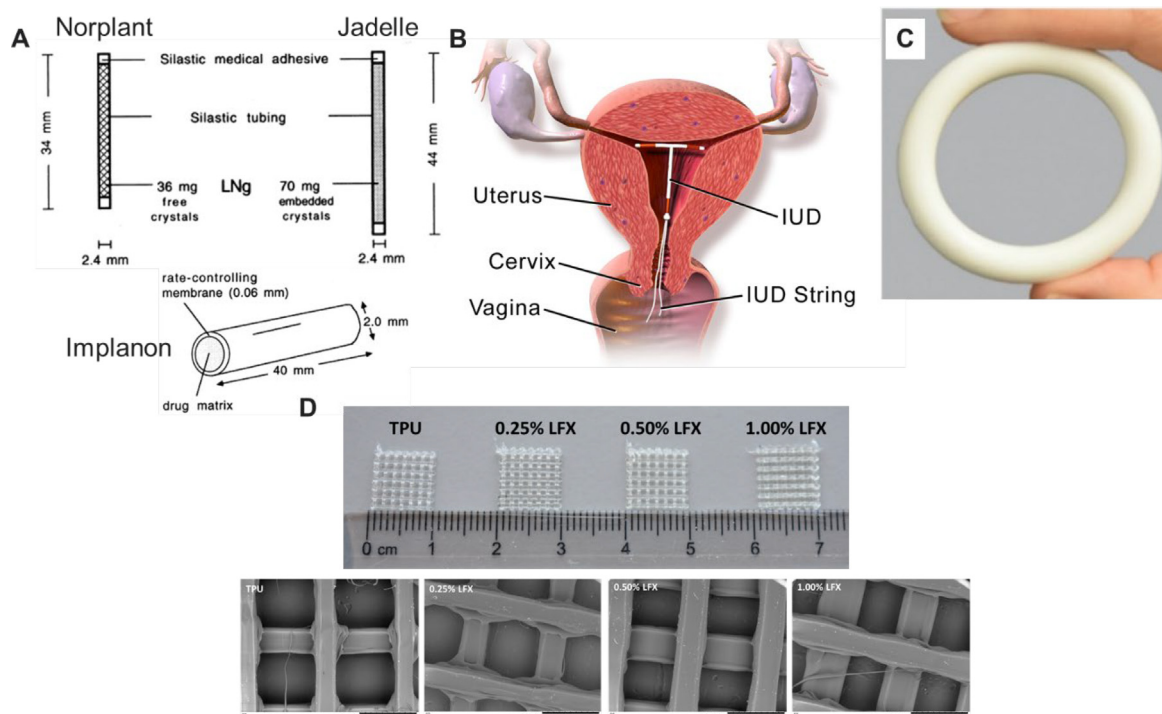 A
Norplant
Jadelle
34 mm
Silastic medical adhesive
Silastic tubing
36 mg
free
crystals
LNg
70 mg
embedded
crystals
44 mm
2.4 mm
2.4 mm
rate-controlling
membrane (0.06 mm)
2.0 mm
Implanon
40 mm
drug matrix
B
Uterus
IUD
Cervix
IUD String
Vagina
C
D
TPU
0.25% LFX
0.50% LFX
1.00% LFX
0 cm 1 2 3 4 5 6 7
TPU
0.25% LFX
0.50% LFX
1.00% LFX